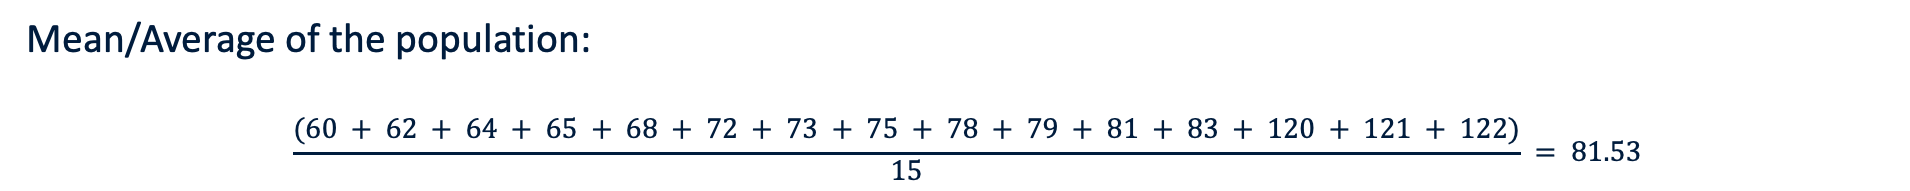 Mean/Average of the population:
(60 + 62 + 64 + 65 + 68 + 72 + 73 + 75 + 78 + 79 + 81 + 83 + 120 + 121 + 122)
15
= 81.53